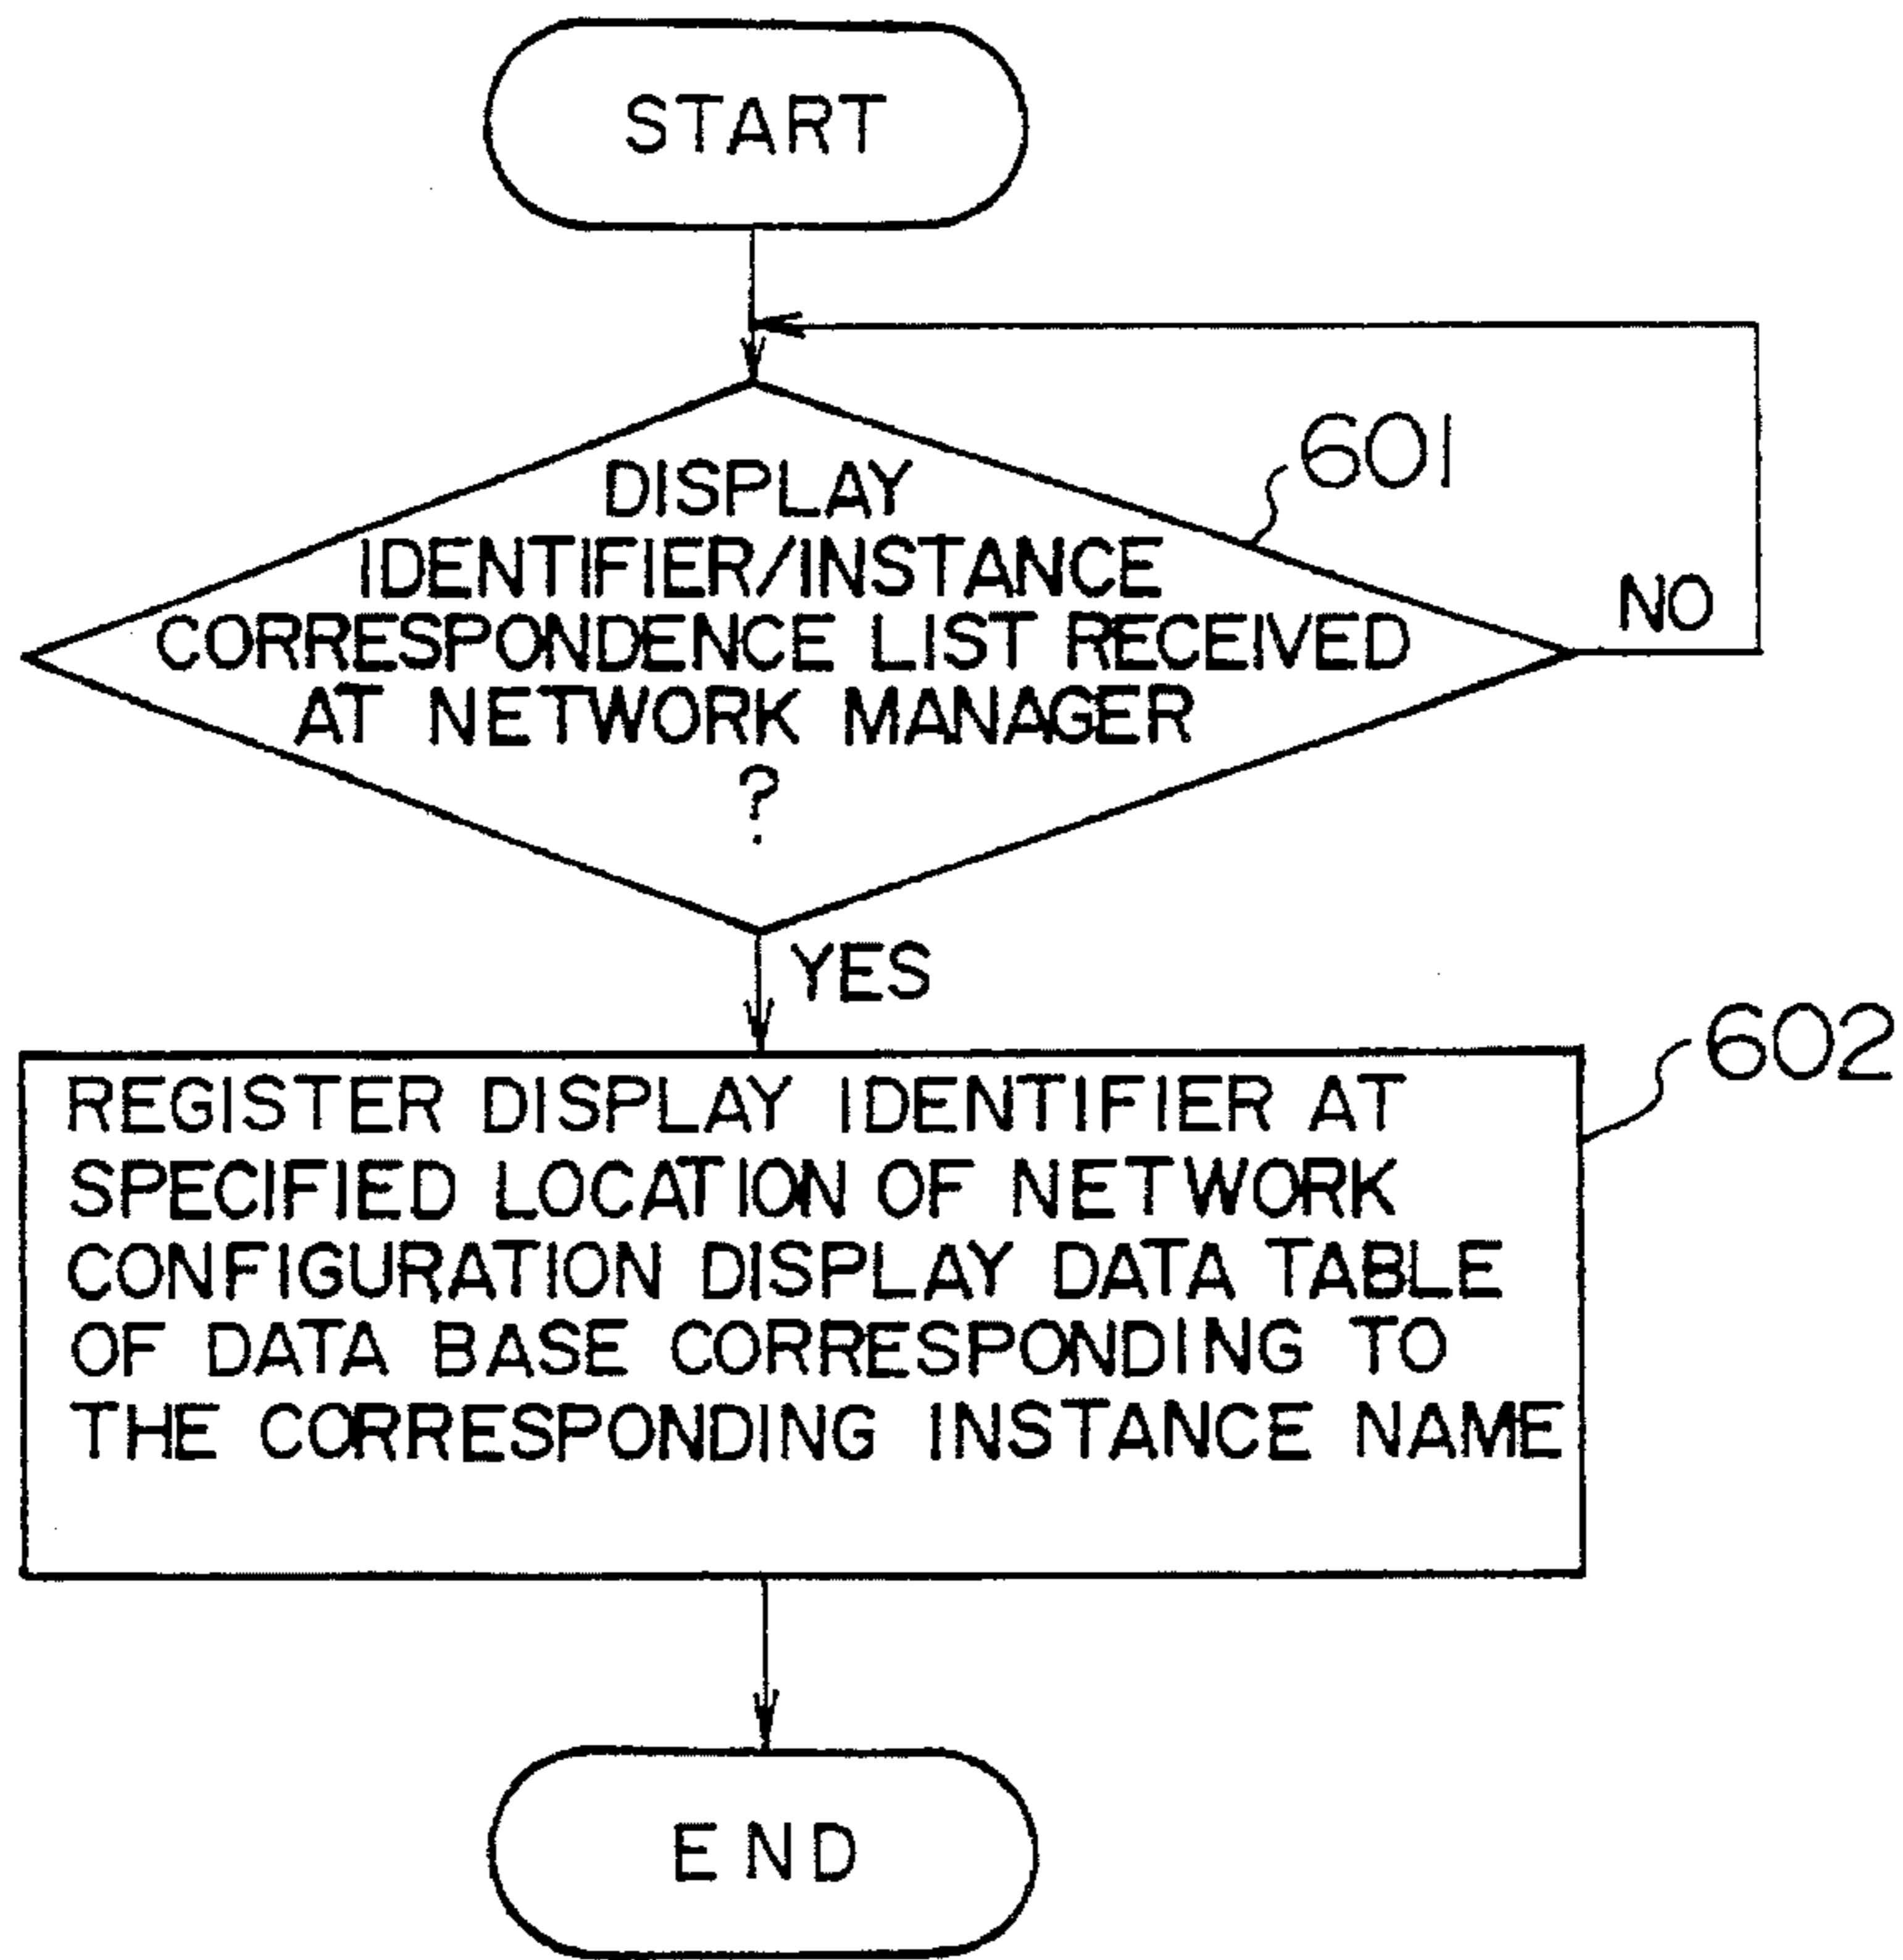 START
601
DISPLAY
IDENTIFIER/INSTANCE
CORRESPONDENCE LIST RECEIVED
AT NETWORK MANAGER
?
NO
YES
602
REGISTER DISPLAY IDENTIFIER AT
SPECIFIED LOCATION OF NETWORK
CONFIGURATION DISPLAY DATA TABLE
OF DATA BASE CORRESPONDING TO
THE CORRESPONDING INSTANCE NAME
END